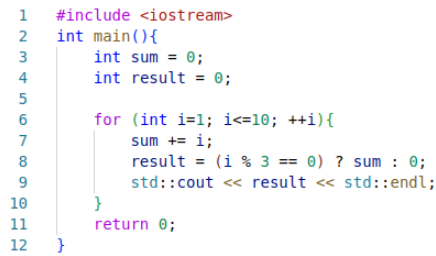 1 #include <iostream>
2 int main(){
3     int sum = 0;
4     int result = 0;
5
6     for (int i=1; i<=10; ++i){
7         sum += i;
8         result = (i % 3 == 0) ? sum : 0;
9         std::cout << result << std::endl;
10     }
11     return 0;
12 }